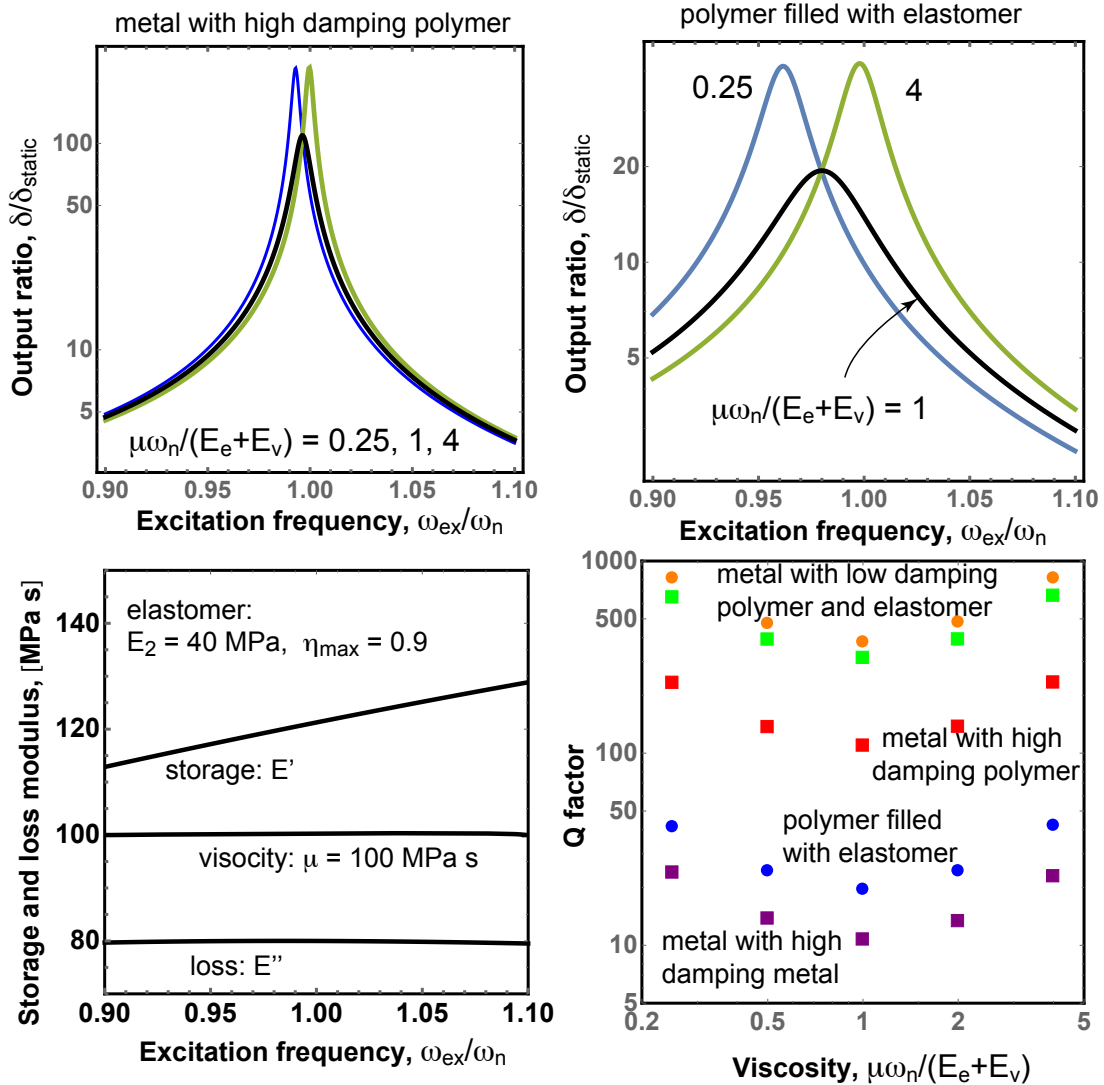 metal with high damping polymer
Output ratio, δ/δstatic
100
50
10
5
μωn/(Ee+Ev) = 0.25, 1, 4
0.90
0.95
1.00
1.05
1.10
Excitation frequency, ωex/ωn
polymer filled with elastomer
Output ratio, δ/δstatic
20
10
5
0.25
4
μωn/(Ee+Ev) = 1
0.90
0.95
1.00
1.05
1.10
Excitation frequency, ωex/ωn
Storage and loss modulus, [MPa s]
140
120
100
80
elastomer:
E2 = 40 MPa, ηmax = 0.9
storage: E'
visocity: μ = 100 MPa s
loss: E''
0.90
0.95
1.00
1.05
1.10
Excitation frequency, ωex/ωn
Q factor
1000
500
100
50
10
5
metal with low damping
polymer and elastomer
metal with high
damping polymer
polymer filled
with elastomer
metal with high
damping metal
0.2
0.5
1
2
5
Viscosity, μωn/(Ee+Ev)